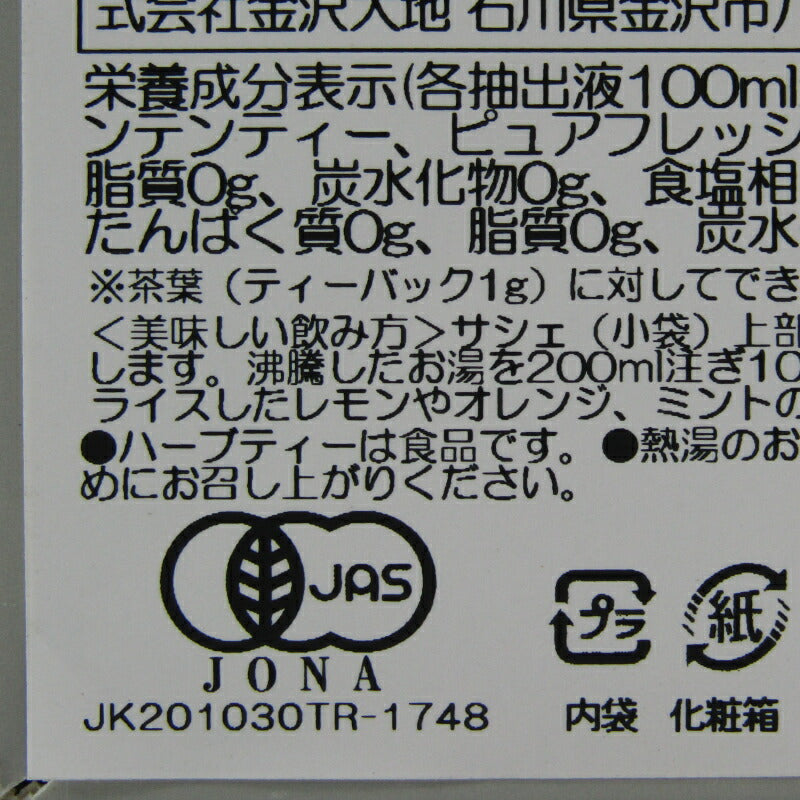 式会社金沢大地 石川県金沢市八
栄養成分表示(各抽出液100ml
ンテンティー、ピュアフレッシ
脂質0g、炭水化物0g、食塩相
たんぱく質0g、脂質0g、炭水
※茶葉（ティーバック1g）に対してでき
＜美味しい飲み方＞サシェ（小袋）上部
します。沸騰したお湯を200ml注ぎ10
ライスしたレモンやオレンジ、ミントの
●ハーブティーは食品です。●熱湯のお
めにお召し上がりください。
JAS
JONA
JK201030TR-1748
プラ 紙
内袋 化粧箱